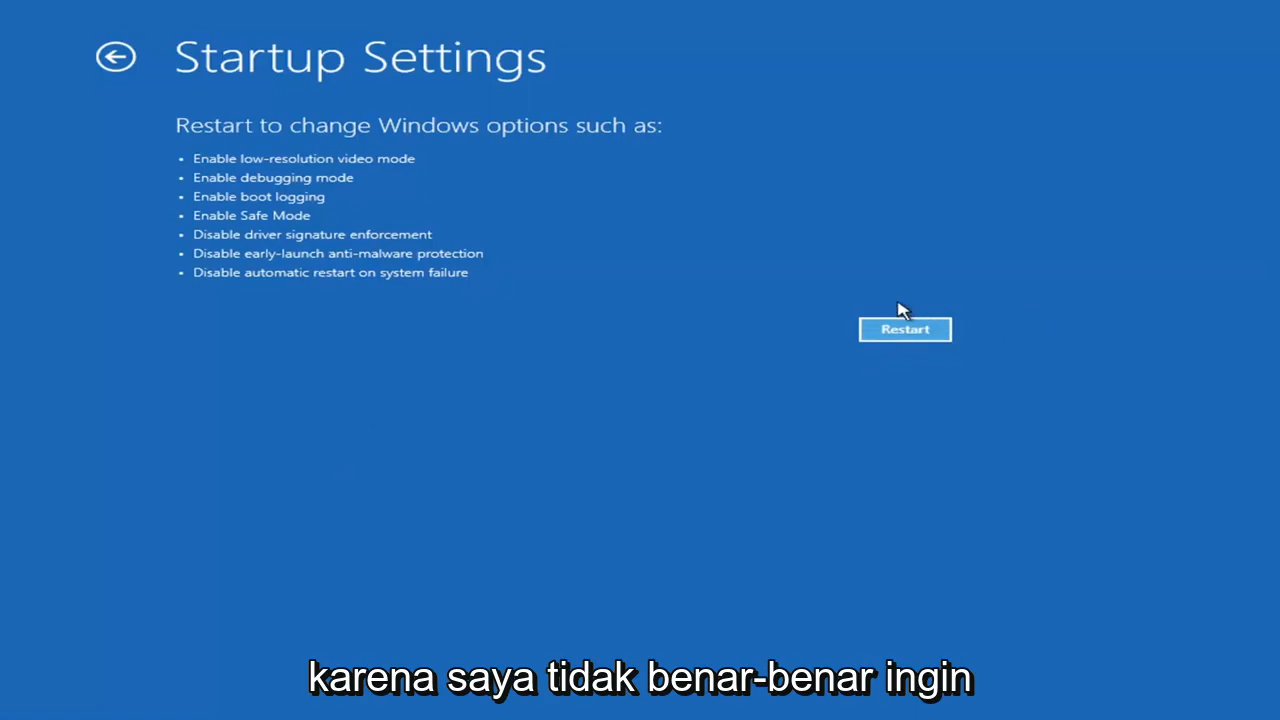 Startup Settings
Restart to change Windows options such as:
• Enable low-resolution video mode
• Enable debugging mode
• Enable boot logging
• Enable Safe Mode
• Disable driver signature enforcement
• Disable early-launch anti-malware protection
• Disable automatic restart on system failure
Restart
karena saya tidak benar-benar ingin